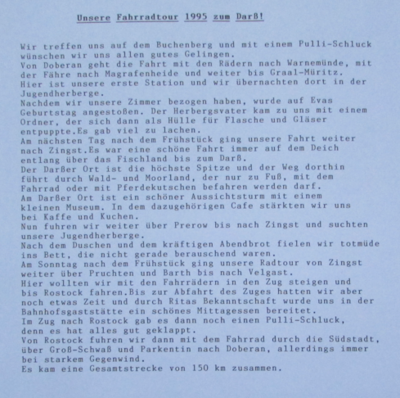 Unsere Fahrradtour 1995 zum Darß!
Wir treffen uns auf dem Buchenberg und mit einem Pulli-Schluck
wünschen wir uns allen gutes Gelingen.
Von Doberan geht die Fahrt mit den Rädern nach Warnemünde, mit
der Fähre nach Magrafenheide und weiter bis Graal-Müritz.
Hier ist unsere erste Station und wir übernachten dort in der
Jugendherberge.
Nachdem wir unsere Zimmer bezogen haben, wurde auf Evas
Geburtstag angestoßen. Der Herbergsvater kam zu uns mit einem
Ordner, der sich dann als Hülle für Flasche und Gläser
entpuppte.Es gab viel zu lachen.
Am nächsten Tag nach dem Frühstück ging unsere Fahrt weiter
nach Zingst.Es war eine schöne Fahrt immer auf dem Deich
entlang über das Fischland bis zum Darß.
Der Darßer Ort ist die höchste Spitze und der Weg dorthin
führt durch Wald- und Moorland, der nur zu Fuß, mit dem
Fahrrad oder mit Pferdekutschen befahren werden darf.
Am Darßer Ort ist ein schöner Aussichtsturm mit einem
kleinen Museum. In dem dazugehörigen Cafe stärkten wir uns
bei Kaffee und Kuchen.
Nun fuhren wir weiter über Prerow bis nach Zingst und suchten
unsere Jugendherberge.
Nach dem Duschen und dem kräftigen Abendbrot fielen wir totmüde
ins Bett, die nicht gerade berauschend waren.
Am Sonntag nach dem Frühstück ging unsere Radtour von Zingst
weiter über Pruchten und Barth bis nach Velgast.
Hier wollten wir mit den Fahrrädern in den Zug steigen und
bis Rostock fahren.Bis zur Abfahrt des Zuges hatten wir aber
noch etwas Zeit und durch Ritas Bekanntschaft wurde uns in der
Bahnhofsgaststätte ein schönes Mittagessen bereitet.
Im Zug nach Rostock gab es dann noch einen Pulli-Schluck,
denn es hat alles gut geklappt.
Von Rostock fuhren wir dann mit dem Fahrrad durch die Südstadt,
über Groß-Schwaß und Parkentin nach Doberan, allerdings immer
bei starkem Gegenwind.
Es kam eine Gesamtstrecke von 150 km zusammen.